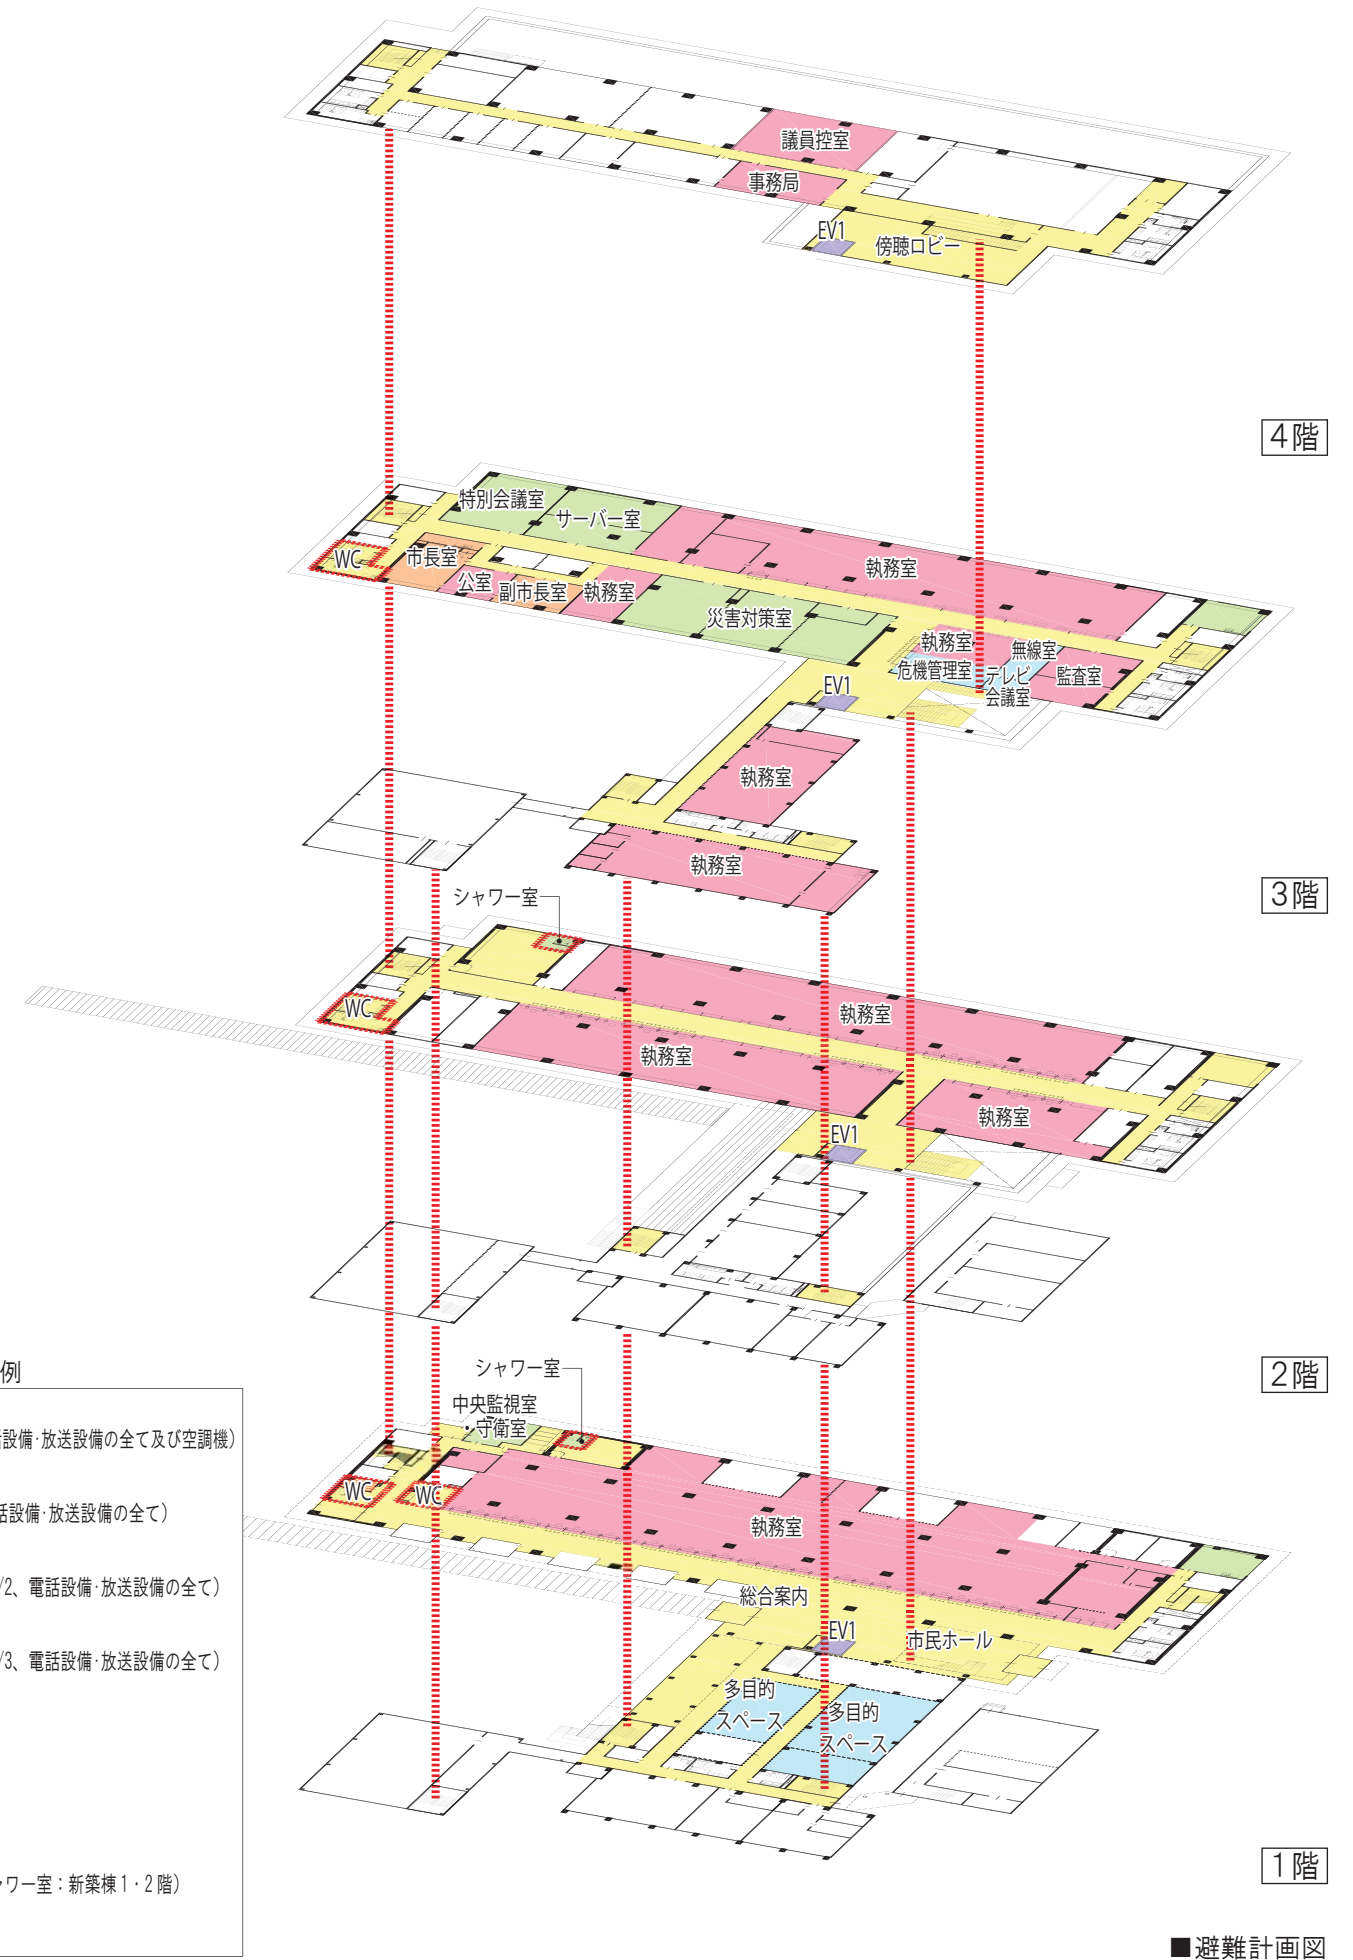 議員控室
事務局
EV1
傍聴ロビー
4階
特別会議室
サーバー室
WC
市長室
公室
副市長室
執務室
執務室
災害対策室
執務室
無線室
危機管理室
テレビ
会議室
監査室
EV1
執務室
執務室
3階
シャワー室
WC
執務室
執務室
執務室
EV1
2階
シャワー室
中央監視室
・守衛室
WC
WC
執務室
総合案内
EV1
市民ホール
多目的
スペース
多目的
スペース
1階
例
話設備・放送設備の全て及び空調機)
話設備・放送設備の全て)
/2、電話設備・放送設備の全て)
/3、電話設備・放送設備の全て)
ャワー室：新築棟1・2階)
■避難計画図